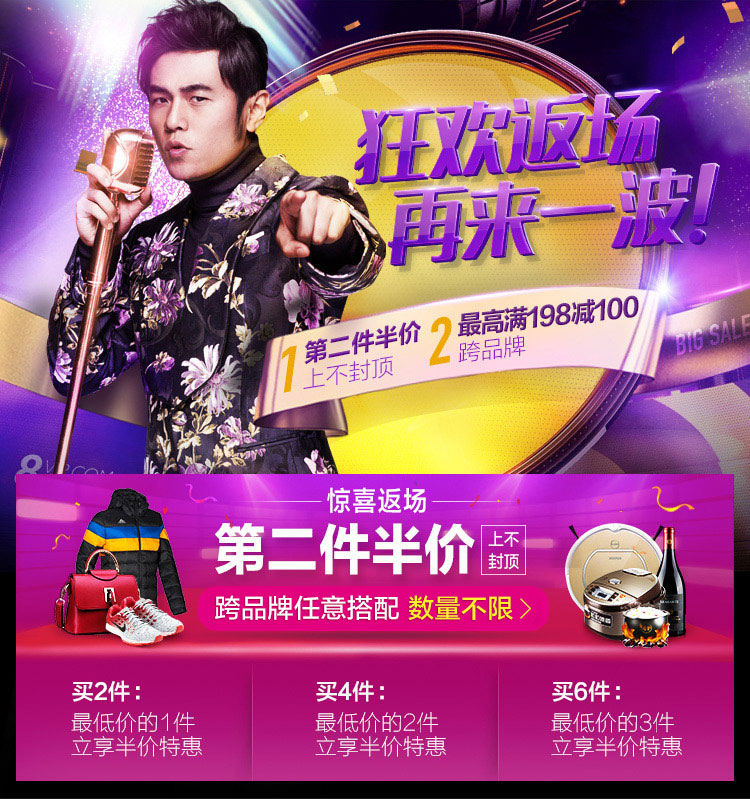 狂欢返场
再来一波!
1 第二件半价
上不封顶
2 最高满198减100
跨品牌
BIG SALE
惊喜返场
第二件半价
上不
封顶
跨品牌任意搭配 数量不限 >
买2件：
最低价的1件
立享半价特惠
买4件：
最低价的2件
立享半价特惠
买6件：
最低价的3件
立享半价特惠